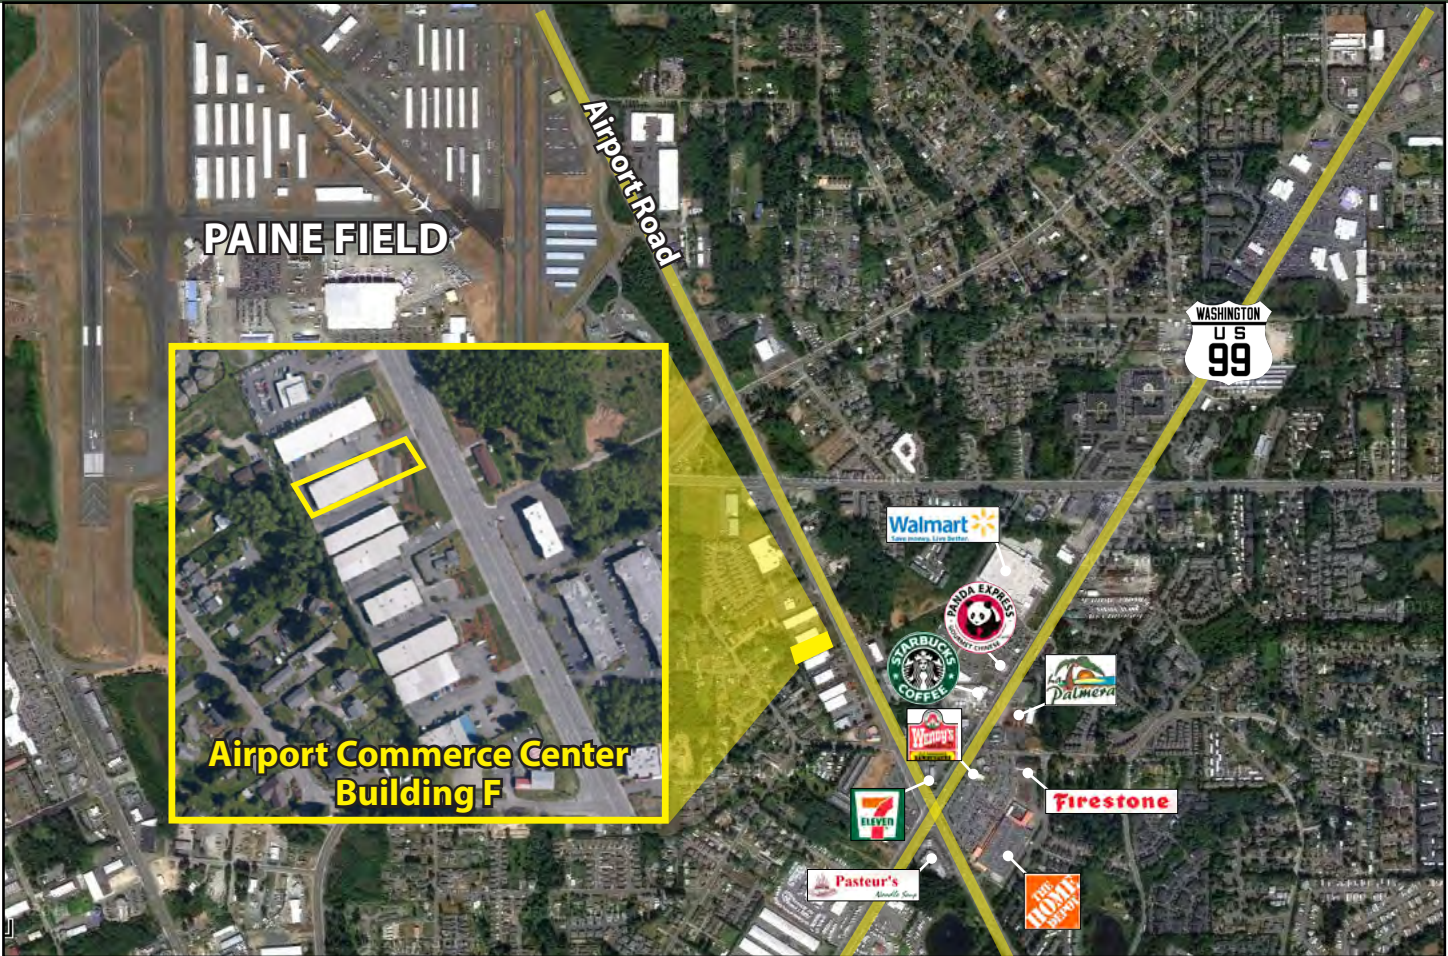 Airport Road
PAINE FIELD
WASHINGTON
U S
99
Walmart
Save money. Live better.
PANDA EXPRESS
GOURMET CHINESE
STARBUCKS
COFFEE
La
Palmera
WENDY'S
7
ELEVEN
Firestone
Pasteur's
Noodle Soup
THE
HOME
DEPOT
Airport Commerce Center
Building F